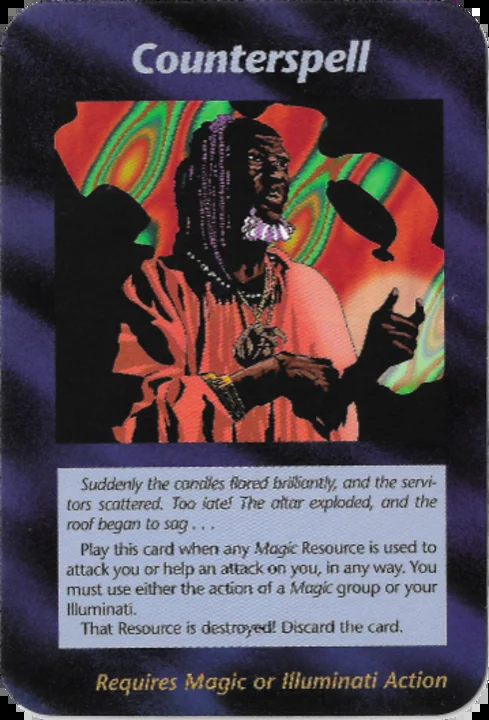 Counterspell
Suddenly the candles flared brilliantly, and the servi-
tors scattered. Too late! The altar exploded, and the
roof began to sag . . .
Play this card when any Magic Resource is used to
attack you or help an attack on you, in any way. You
must use either the action of a Magic group or your
Illuminati.
That Resource is destroyed! Discard the card.
Requires Magic or Illuminati Action